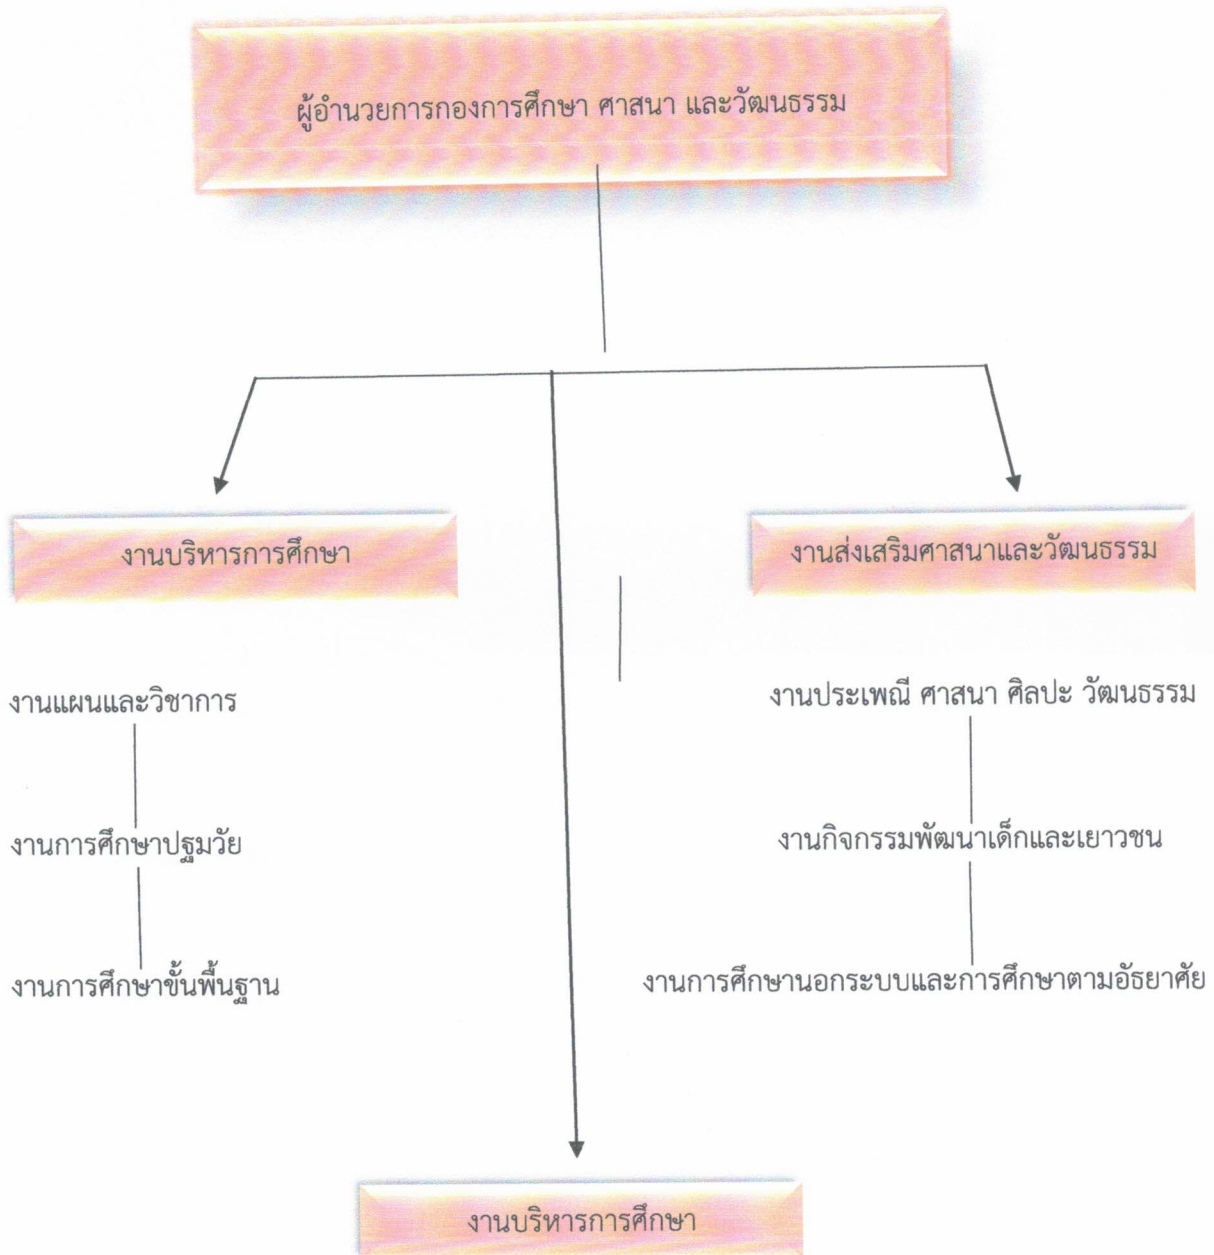 ผู้อำนวยการกองการศึกษา ศาสนา และวัฒนธรรม
งานบริหารการศึกษา
งานแผนและวิชาการ
งานการศึกษาปฐมวัย
งานการศึกษาขั้นพื้นฐาน
งานส่งเสริมศาสนาและวัฒนธรรม
งานประเพณี ศาสนา ศิลปะ วัฒนธรรม
งานกิจกรรมพัฒนาเด็กและเยาวชน
งานการศึกษานอกระบบและการศึกษาตามอัธยาศัย
งานบริหารการศึกษา